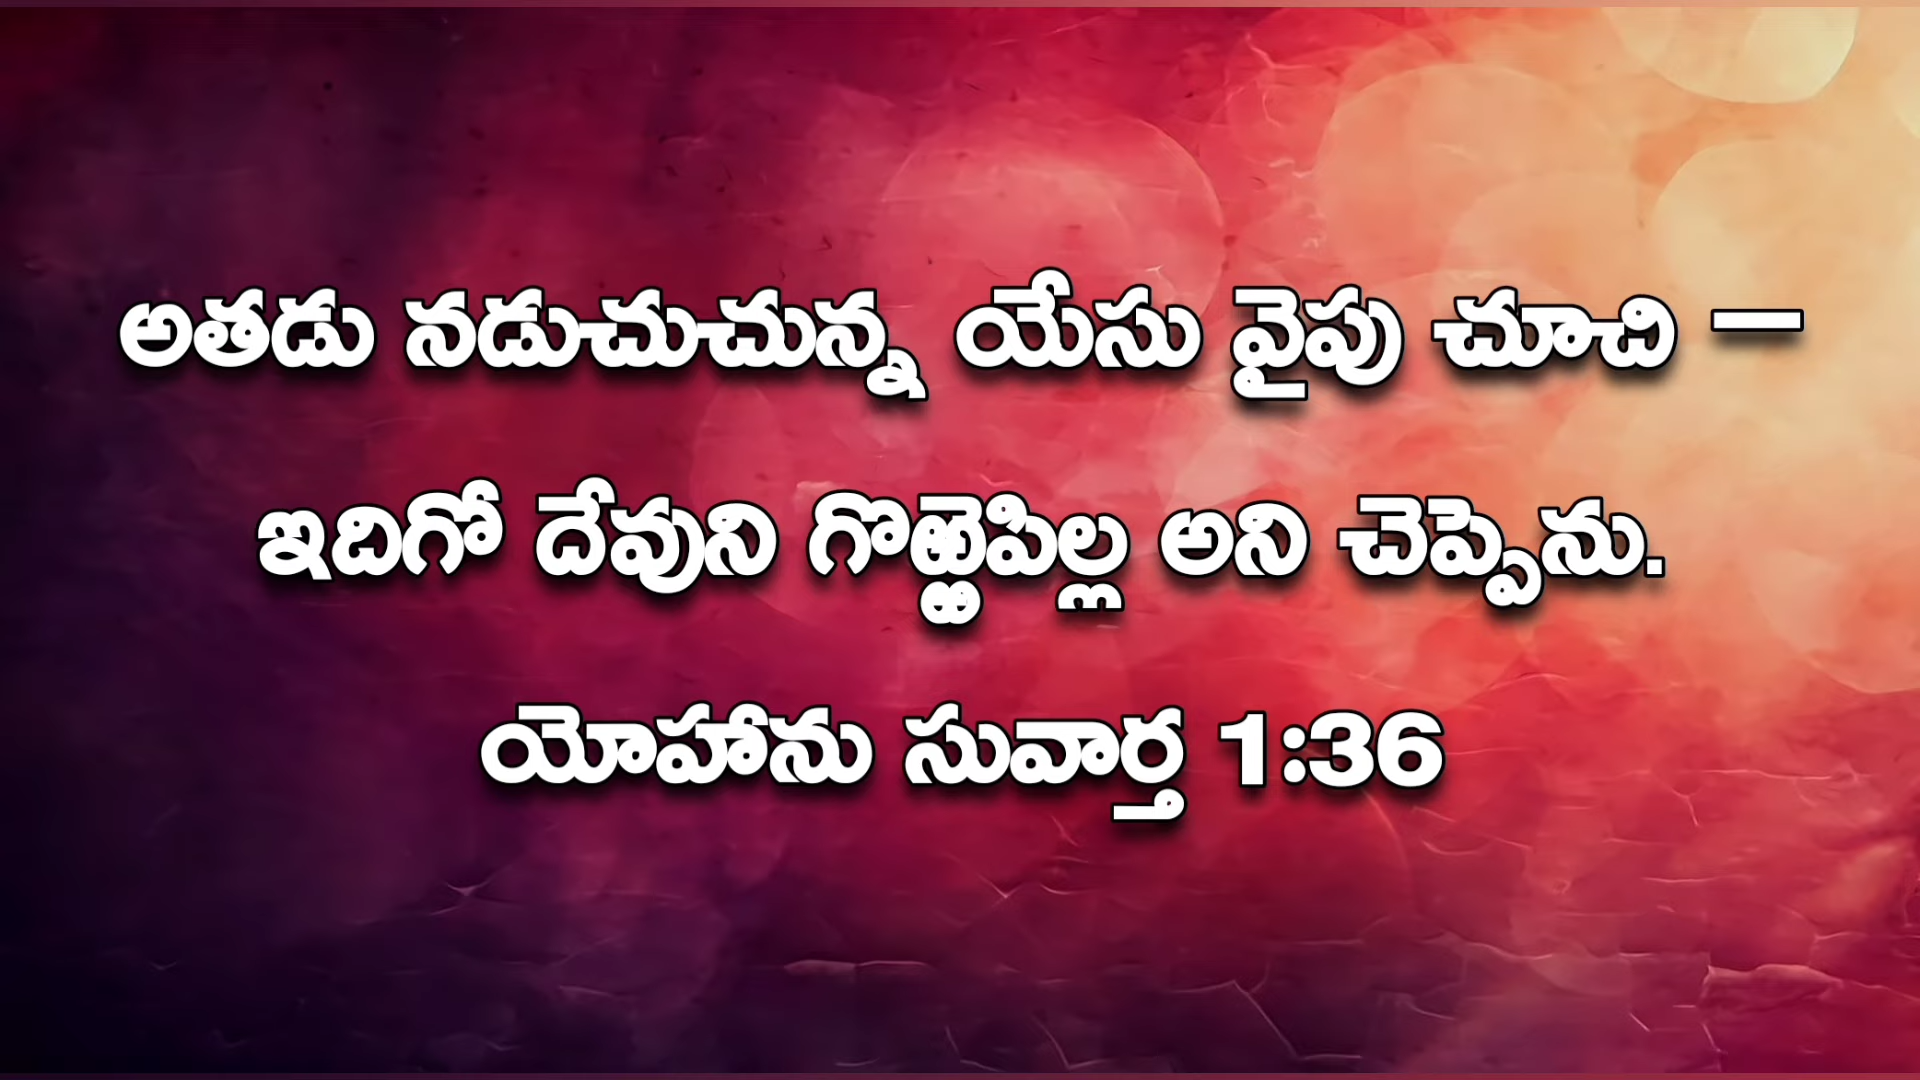 అతడు నడుచుచున్న యేసు వైపు చూచి –
ఇదిగో దేవుని గొఱ్ఱెపిల్ల అని చెప్పెను.
యోహాను సువార్త 1:36